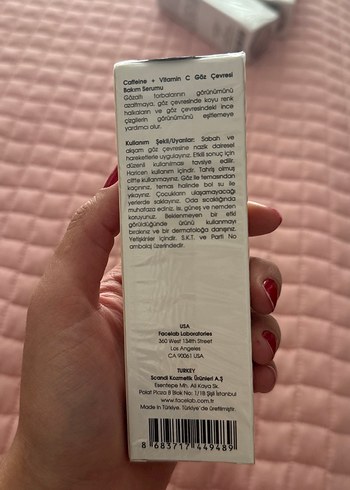 Caffeine + Vitamin C Göz Çevresi
Bakım Serumu
Gözaltı torbalarının görünümünü
azaltmaya, göz çevresinde koyu renk
halkaların ve göz çevresindeki ince
çizgilerin görünümünü eşitlemeye
yardımcı olur.
Kullanım Şekli/Uyarılar: Sabah ve
akşam göz çevresine nazik dairesel
hareketlerle uygulayınız. Etkili sonuç için
düzenli kullanılması tavsiye edilir.
Haricen kullanım içindir. Tahriş olmuş
ciltte kullanmayınız. Göz ile temasından
kaçınınız, temas halinde bol su ile
yıkayınız. Çocukların ulaşamayacağı
yerlerde saklayınız. Oda sıcaklığında
muhafaza ediniz, ısı, güneş ve nemden
koruyunuz. Beklenmeyen bir etki
görüldüğünde ürünü kullanmayı
bırakınız ve bir dermatoloğa danışınız.
Yetişkinler içindir. S.K.T. ve Parti No
ambalaj üzerindedir.
USA
Facelab Laboratories
360 West 134th Street
Los Angeles
CA 90061 USA
TURKEY
Scandi Kozmetik Ürünleri A.Ş
Esentepe Mh. Ali Kaya Sk.
Polat Plaza B Blok No: 1/18 Şişli İstanbul
www.facelab.com.tr
Made in Türkiye. Türkiye'de üretilmiştir.
8 683717 449489